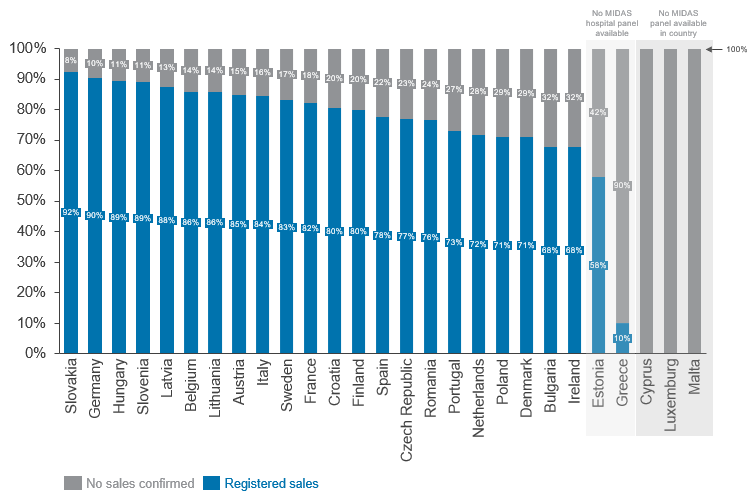 No MIDAS
hospital panel
available
No MIDAS
panel available
in country
100%
90%
80%
70%
60%
50%
40%
30%
20%
10%
0%
8% 10% 11% 11% 13% 14% 14% 15% 16% 17% 18% 20% 20% 22% 23% 24% 27% 28% 29% 29% 32% 32% 42% 90% 100%
92% 90% 89% 89% 88% 86% 86% 85% 84% 83% 82% 80% 80% 78% 77% 76% 73% 72% 71% 71% 68% 68% 58% 10%
Slovakia
Germany
Hungary
Slovenia
Latvia
Belgium
Lithuania
Austria
Italy
Sweden
France
Croatia
Finland
Spain
Czech Republic
Romania
Portugal
Netherlands
Poland
Denmark
Bulgaria
Ireland
Estonia
Greece
Cyprus
Luxemburg
Malta
No sales confirmed
Registered sales